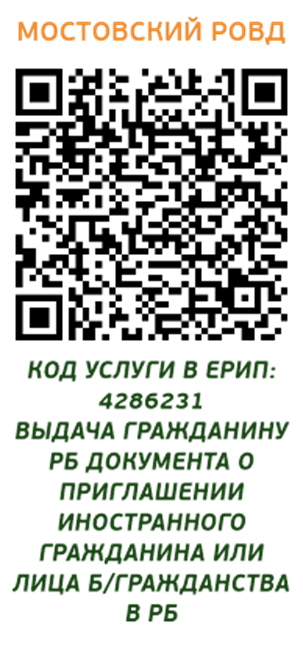 МОСТОВСКИЙ РОВД
КОД УСЛУГИ В ЕРИП:
4286231
ВЫДАЧА ГРАЖДАНИНУ
РБ ДОКУМЕНТА О
ПРИГЛАШЕНИИ
ИНОСТРАННОГО
ГРАЖДАНИНА ИЛИ
ЛИЦА Б/ГРАЖДАНСТВА
В РБ